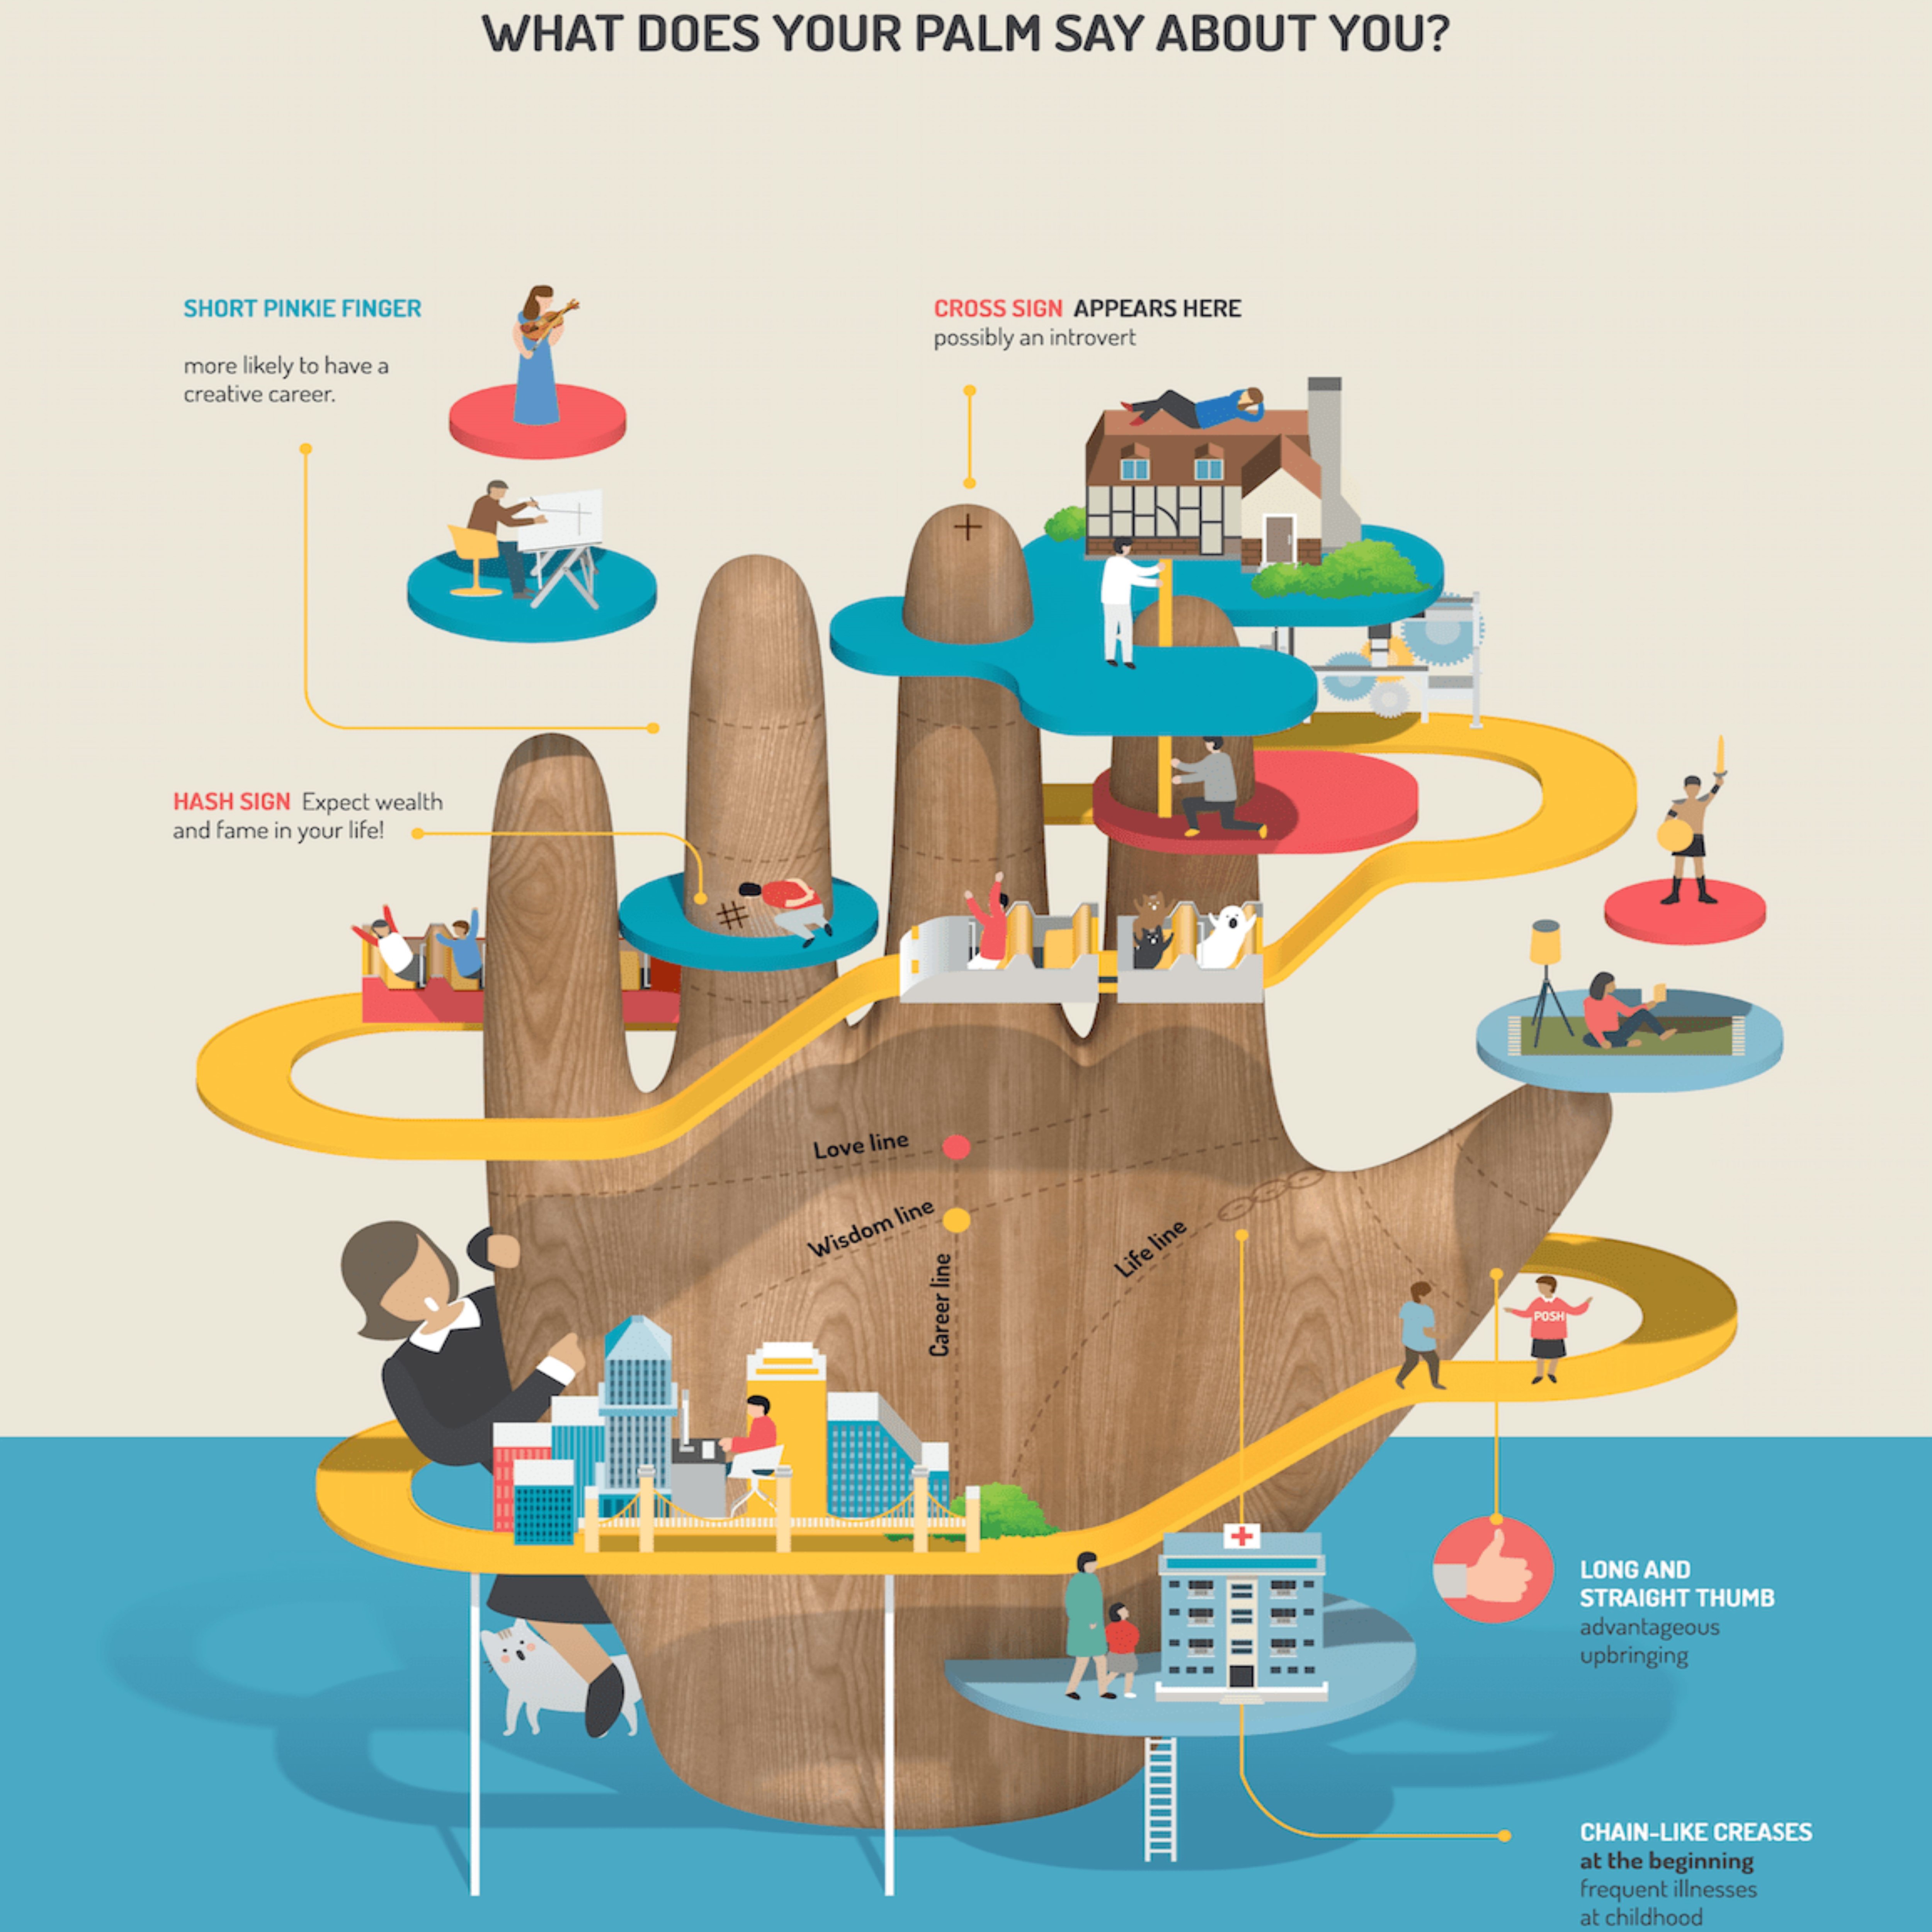 WHAT DOES YOUR PALM SAY ABOUT YOU?
SHORT PINKIE FINGER
more likely to have a
creative career.
CROSS SIGN APPEARS HERE
possibly an introvert
HASH SIGN Expect wealth
and fame in your life!
Love line
Wisdom line
Career line
Life line
POSH
LONG AND
STRAIGHT THUMB
advantageous
upbringing
CHAIN-LIKE CREASES
at the beginning
frequent illnesses
at childhood